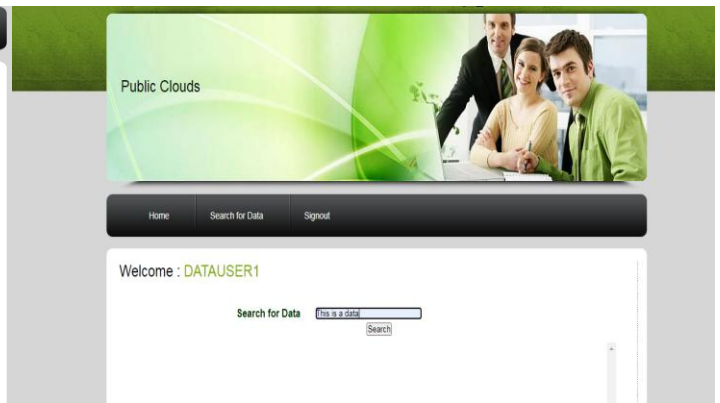 Public Clouds
Home Search for Data Signout
Welcome : DATAUSER1
Search for Data This is a data
Search